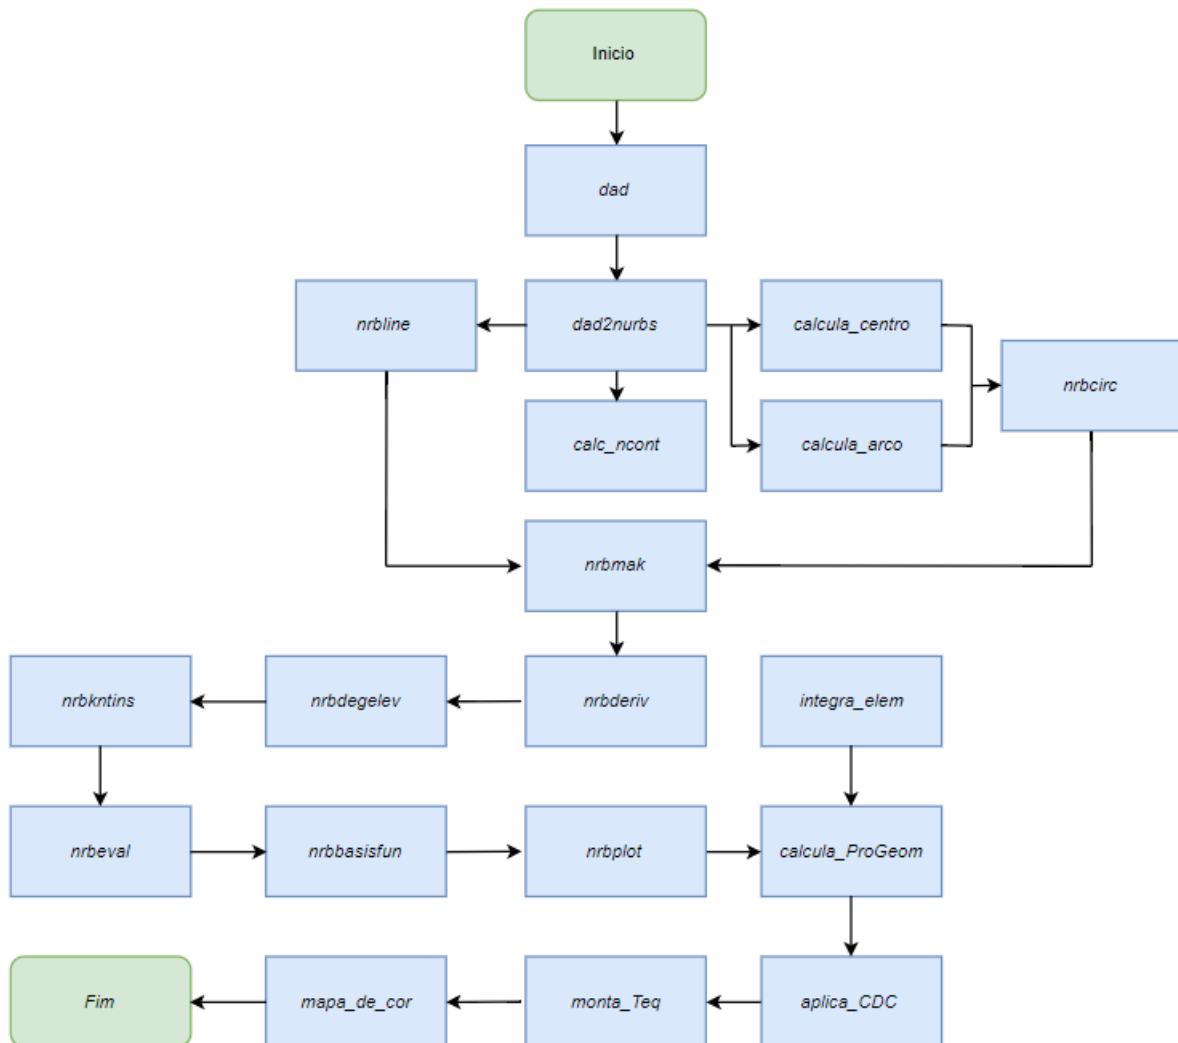 Inicio
dad
nrbline
dad2nurbs
calcula_centro
nrbcirc
calc_ncont
calcula_arco
nrbmak
nrbkntins
nrbdegelev
nrbderiv
integra_elem
nrbeval
nrbbasisfun
nrbplot
calcula_ProGeom
Fim
mapa_de_cor
monta_Teq
aplica_CDC